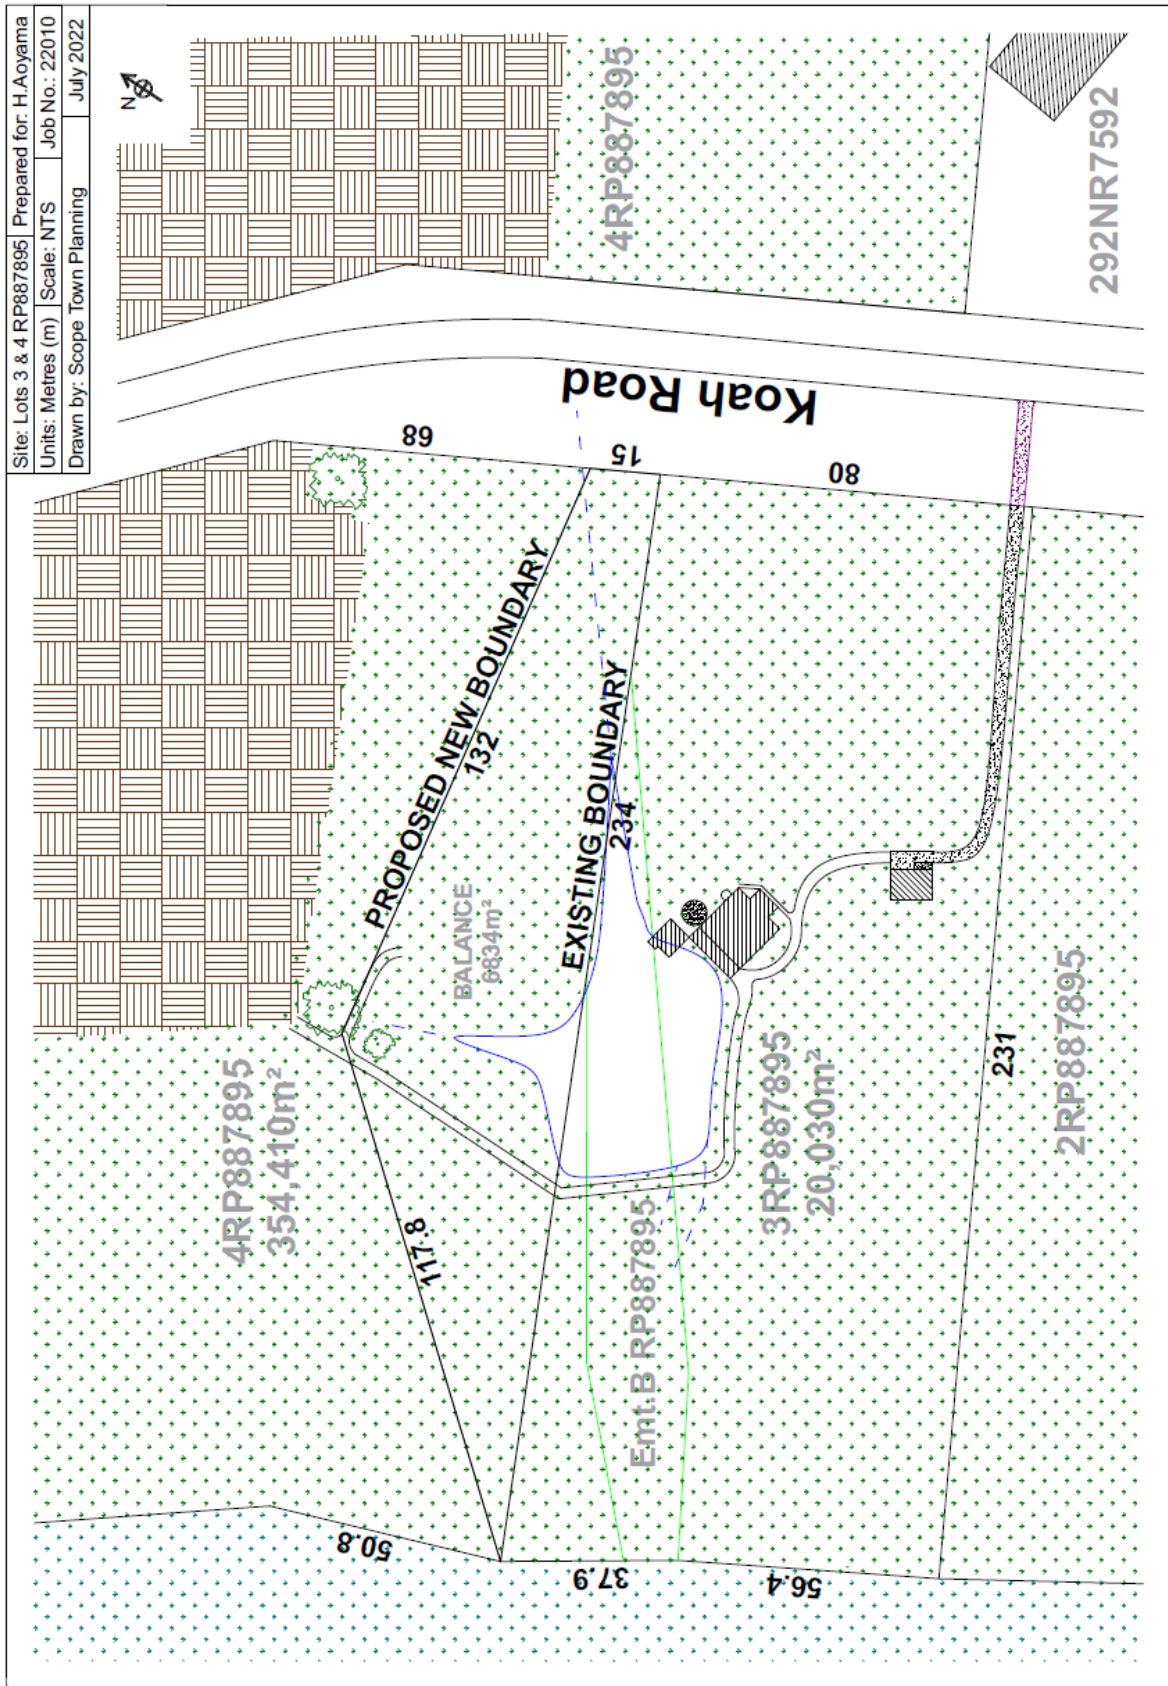 Site: Lots 3 & 4 RP887895
Prepared for: H.Aoyama
Units: Metres (m)
Scale: NTS
Job No.: 22010
Drawn by: Scope Town Planning
July 2022
N
4RP887895
292NR7592
Koah Road
68
15
80
PROPOSED NEW BOUNDARY
132
EXISTING BOUNDARY
234
BALANCE
6834m²
4RP887895
354,410m²
117.8
3RP887895
20,030m²
231
2RP887895
Emt.B RP887895
50.8
37.9
56.4